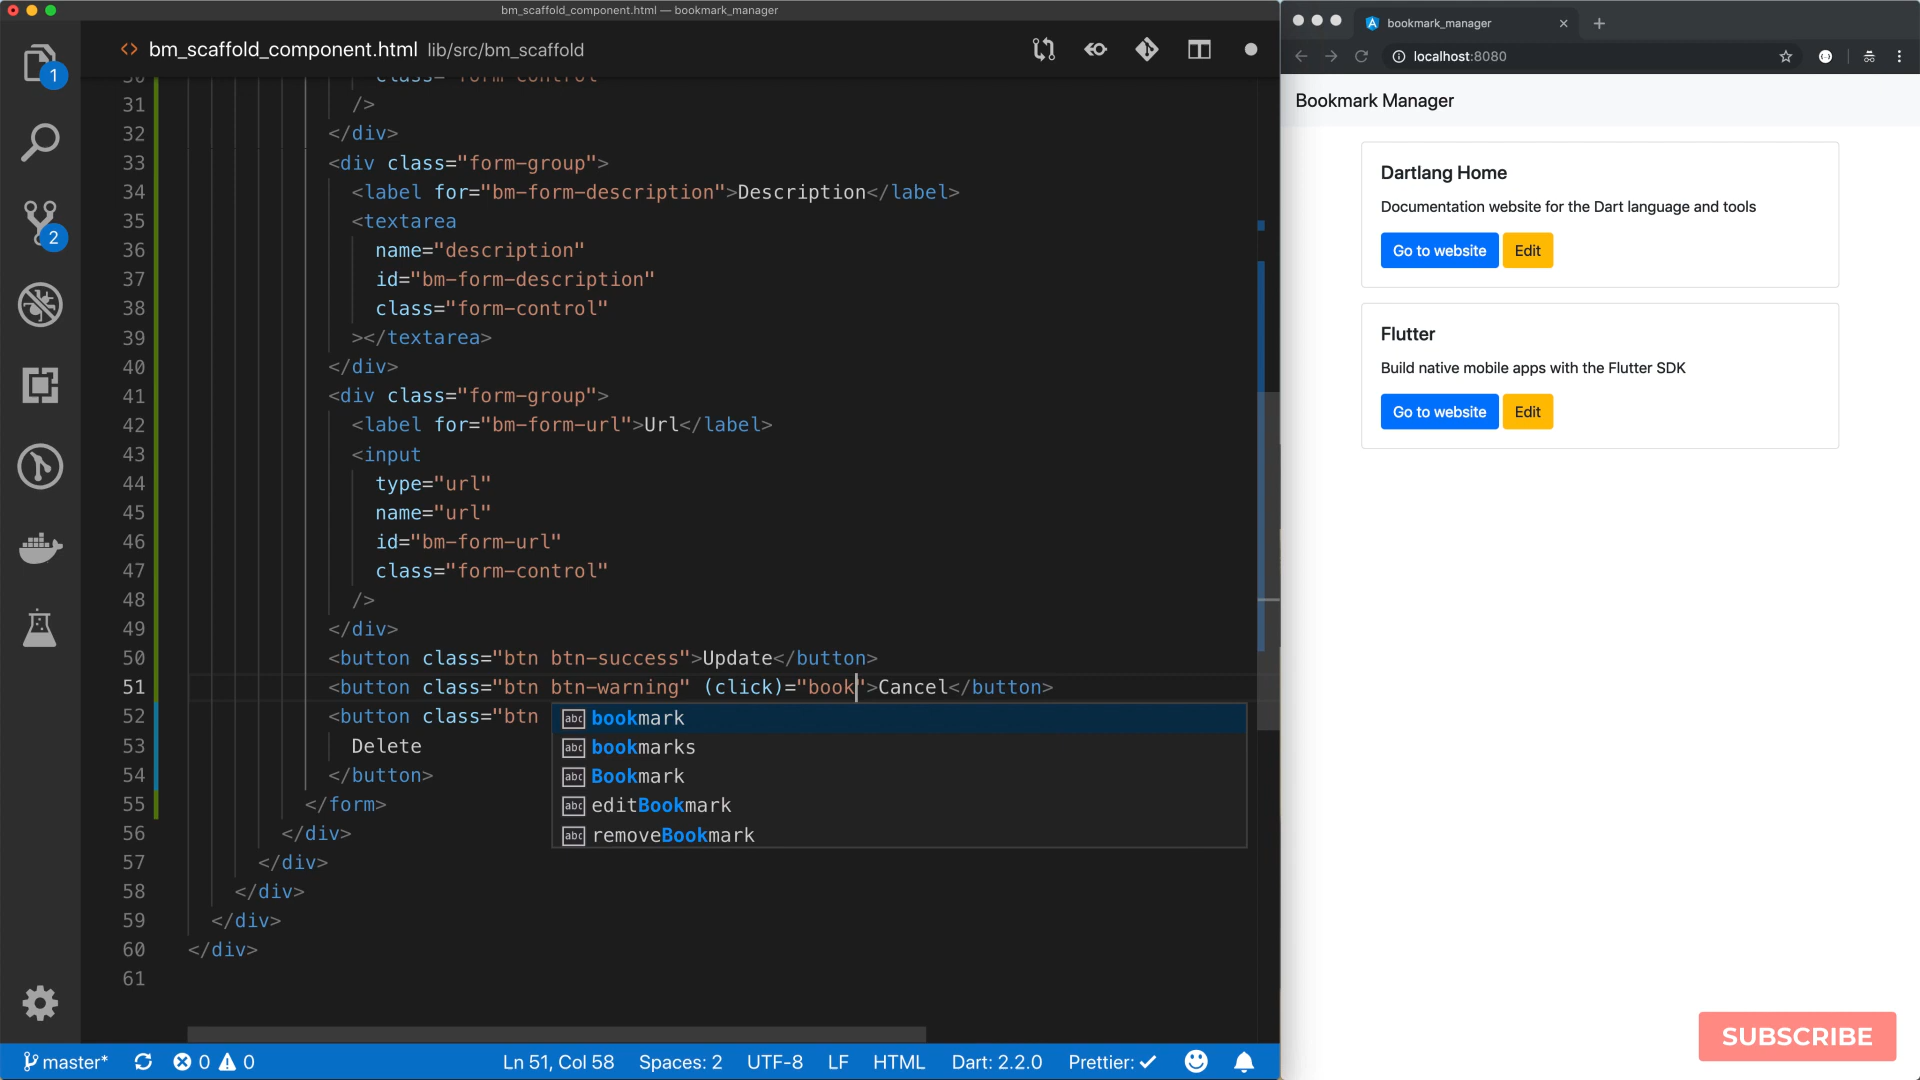 bm_scaffold_component.html — bookmark_manager
<> bm_scaffold_component.html lib/src/bm_scaffold
1
2
30 class="form-control"
31 />
32 </div>
33 <div class="form-group">
34 <label for="bm-form-description">Description</label>
35 <textarea
36 name="description"
37 id="bm-form-description"
38 class="form-control"
39 ></textarea>
40 </div>
41 <div class="form-group">
42 <label for="bm-form-url">Url</label>
43 <input
44 type="url"
45 name="url"
46 id="bm-form-url"
47 class="form-control"
48 />
49 </div>
50 <button class="btn btn-success">Update</button>
51 <button class="btn btn-warning" (click)="book">Cancel</button>
52 <button class="btn
53 Delete
54 </button>
55 </form>
56 </div>
57 </div>
58 </div>
59 </div>
60 </div>
61
abc bookmark
abc bookmarks
abc Bookmark
abc editBookmark
abc removeBookmark
master* 0 0 Ln 51, Col 58 Spaces: 2 UTF-8 LF HTML Dart: 2.2.0 Prettier: ✓
bookmark_manager
localhost:8080
Bookmark Manager
Dartlang Home
Documentation website for the Dart language and tools
Go to website Edit
Flutter
Build native mobile apps with the Flutter SDK
Go to website Edit
SUBSCRIBE